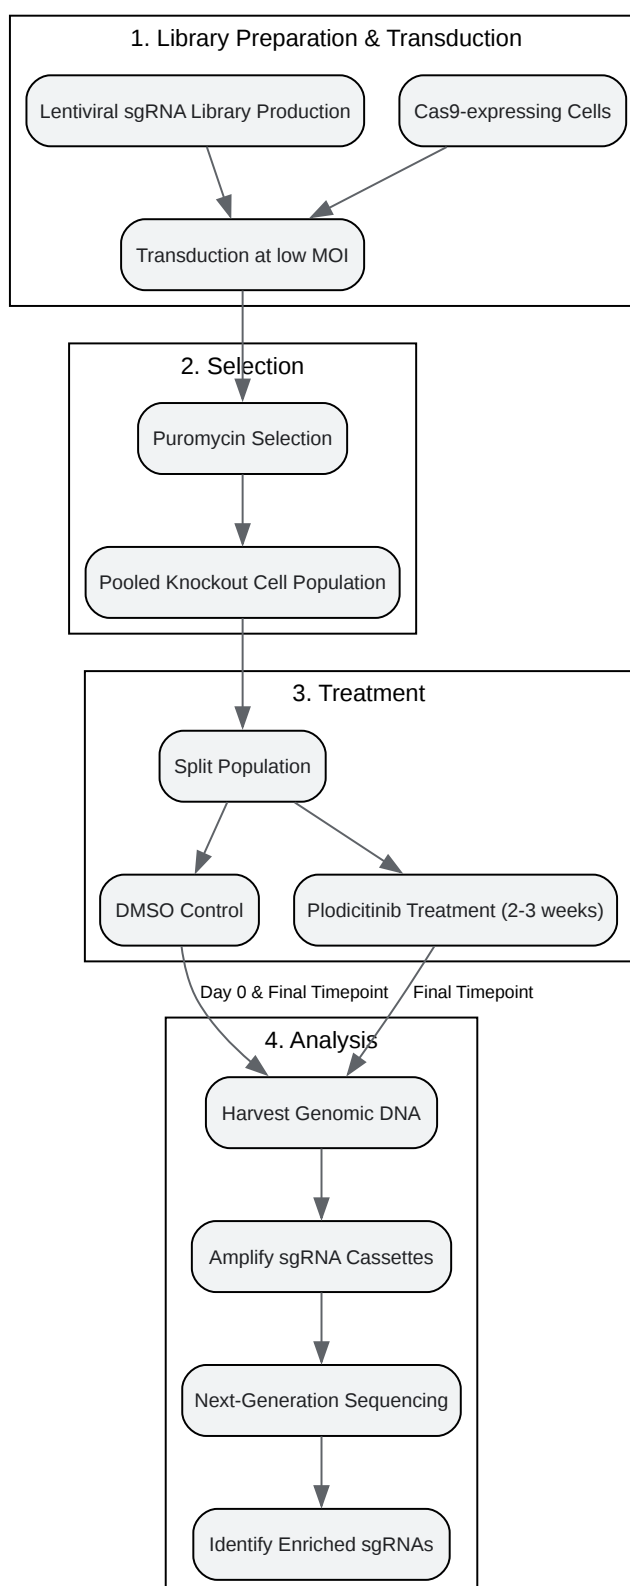 1. Library Preparation & Transduction
Lentiviral sgRNA Library Production
Cas9-expressing Cells
Transduction at low MOI
2. Selection
Puromycin Selection
Pooled Knockout Cell Population
3. Treatment
Split Population
DMSO Control
Plodicitinib Treatment (2-3 weeks)
Day 0 & Final Timepoint
Final Timepoint
4. Analysis
Harvest Genomic DNA
Amplify sgRNA Cassettes
Next-Generation Sequencing
Identify Enriched sgRNAs